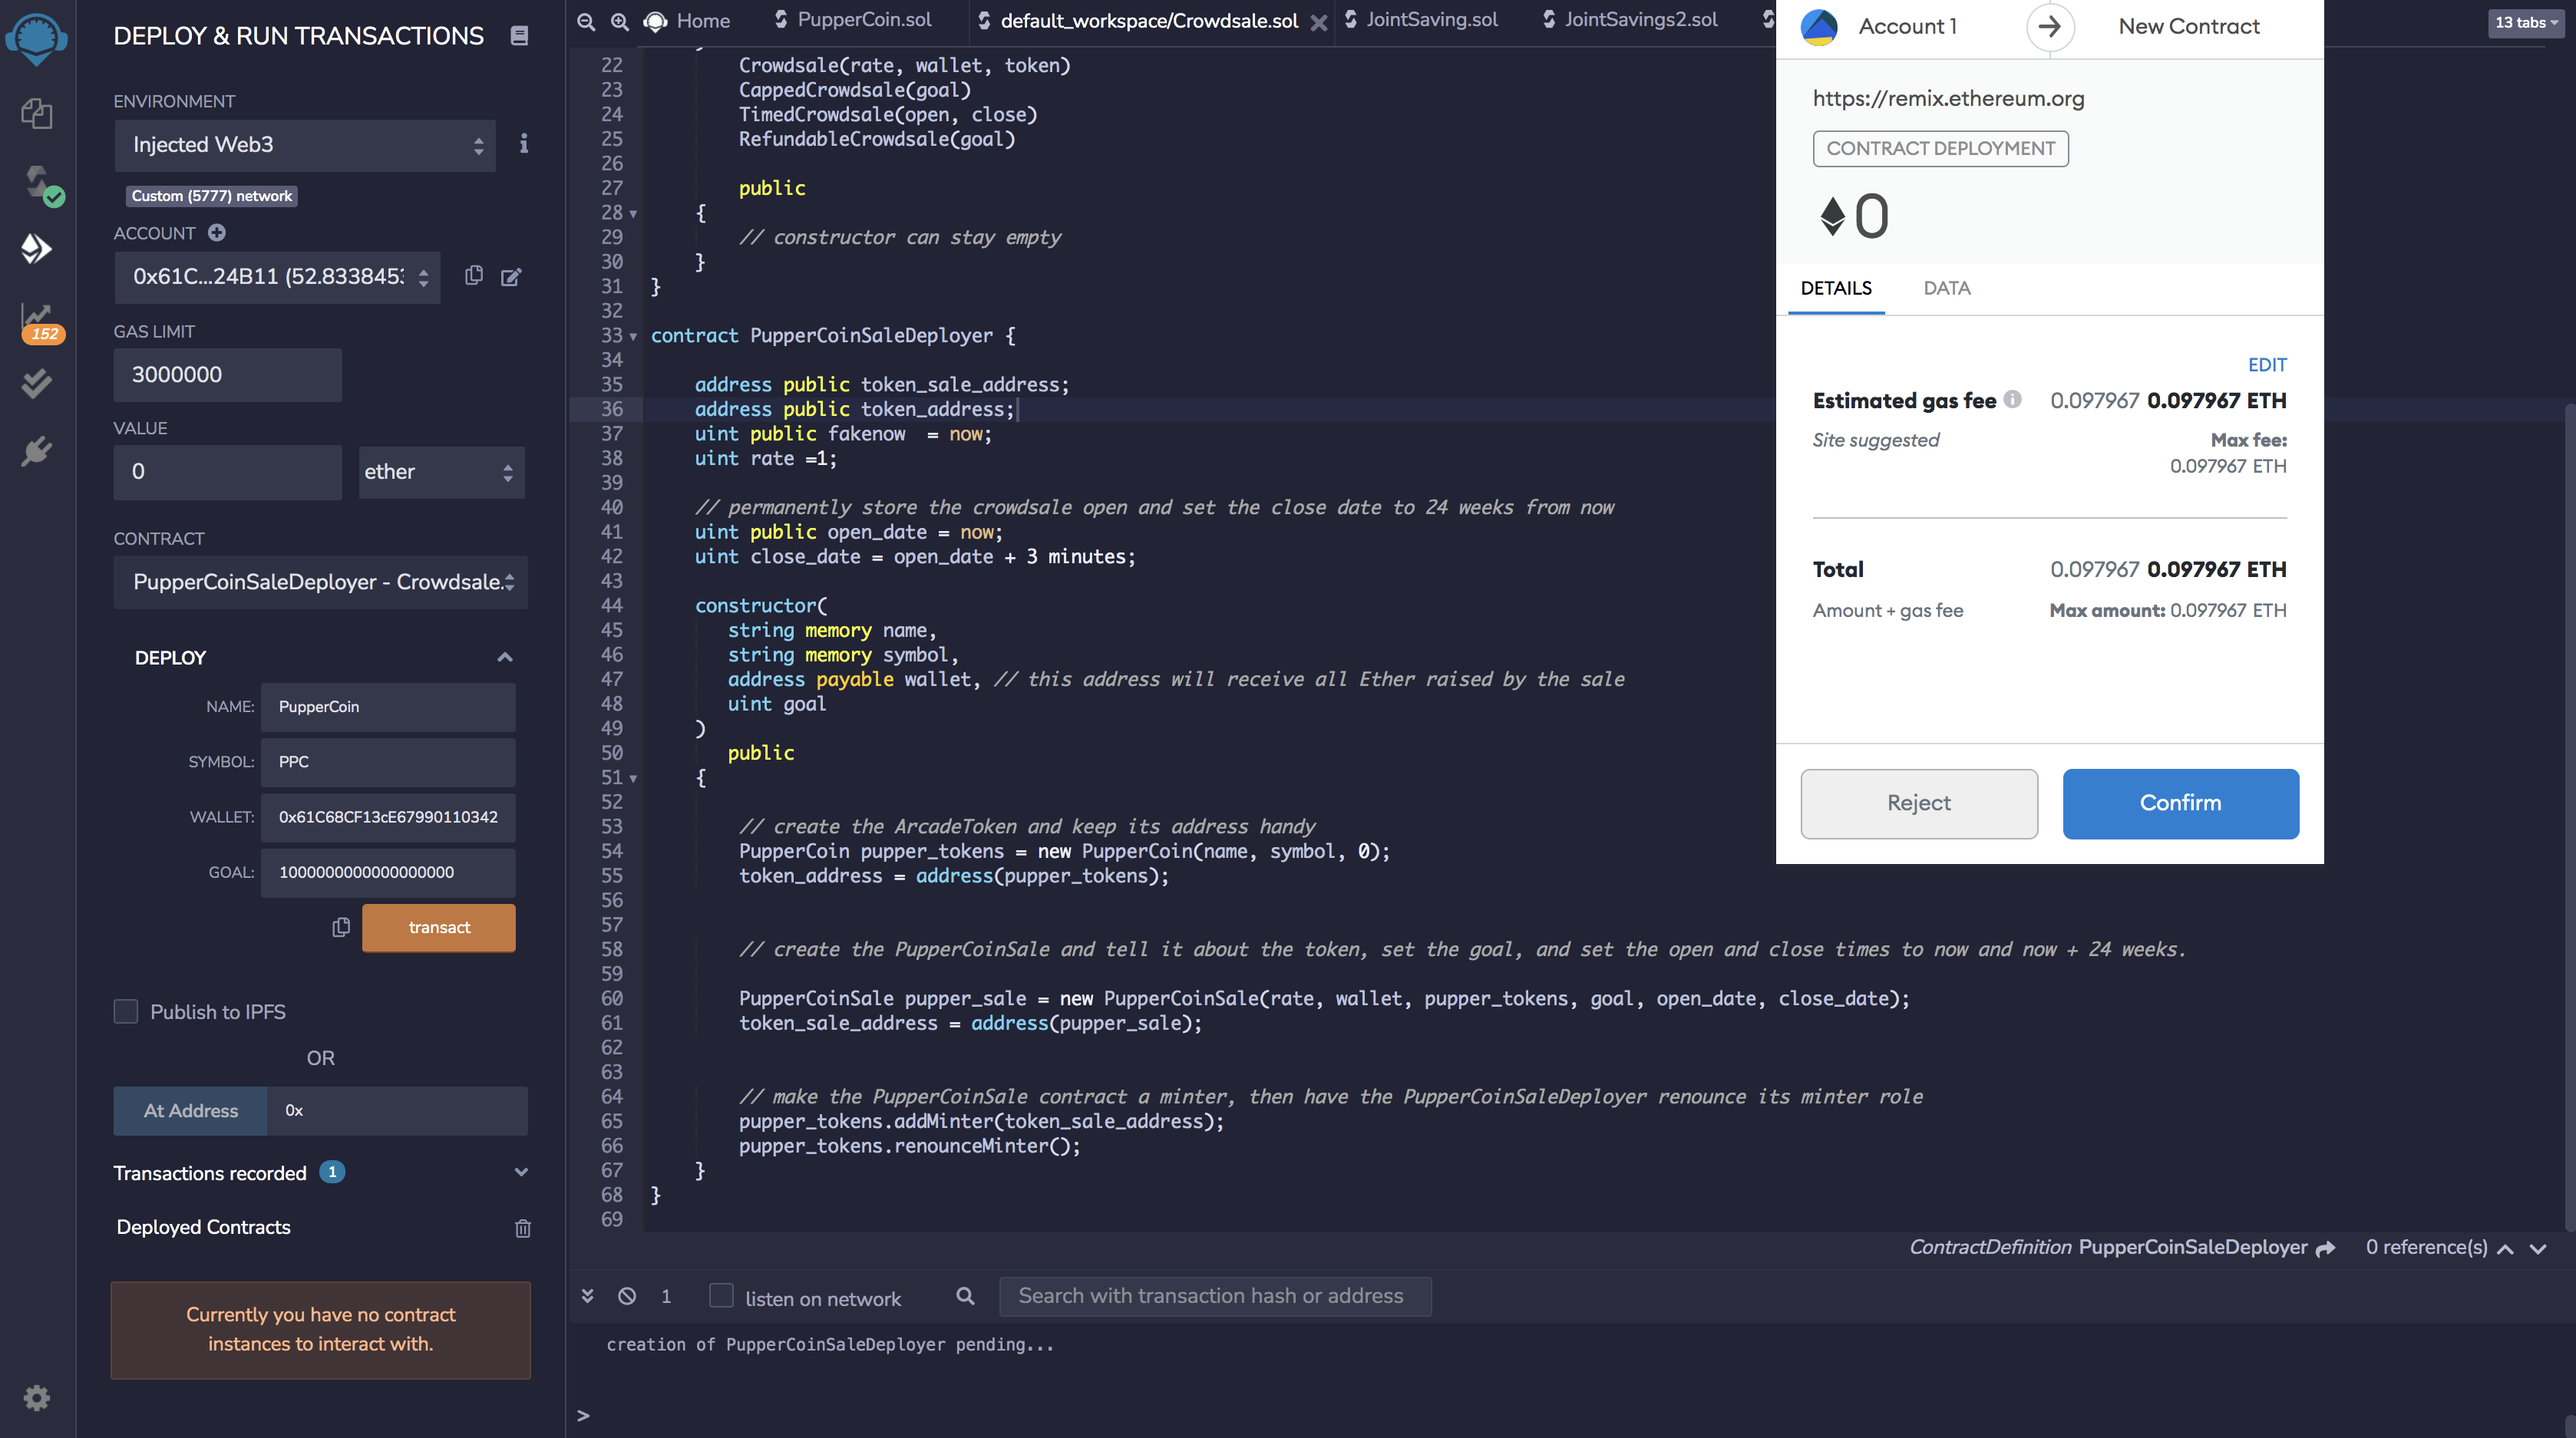 DEPLOY & RUN TRANSACTIONS
ENVIRONMENT
Injected Web3
Custom (5777) network
ACCOUNT
0x61C...24B11 (52.8338453
152
GAS LIMIT
3000000
VALUE
0
ether
CONTRACT
PupperCoinSaleDeployer - Crowdsale.
DEPLOY
NAME: PupperCoin
SYMBOL: PPC
WALLET: 0x61C68CF13cE67990110342
GOAL: 1000000000000000000
transact
Publish to IPFS
OR
At Address 0x
Transactions recorded 1
Deployed Contracts
Currently you have no contract
instances to interact with.
Home PupperCoin.sol default_workspace/Crowdsale.sol JointSaving.sol JointSavings2.sol
13 tabs
22 Crowdsale(rate, wallet, token)
23 CappedCrowdsale(goal)
24 TimedCrowdsale(open, close)
25 RefundableCrowdsale(goal)
26
27 public
28 {
29 // constructor can stay empty
30 }
31 }
32
33 contract PupperCoinSaleDeployer {
34
35 address public token_sale_address;
36 address public token_address;
37 uint public fakenow  = now;
38 uint rate =1;
39
40 // permanently store the crowdsale open and set the close date to 24 weeks from now
41 uint public open_date = now;
42 uint close_date = open_date + 3 minutes;
43
44 constructor(
45 string memory name,
46 string memory symbol,
47 address payable wallet, // this address will receive all Ether raised by the sale
48 uint goal
49 )
50 public
51 {
52
53 // create the ArcadeToken and keep its address handy
54 PupperCoin pupper_tokens = new PupperCoin(name, symbol, 0);
55 token_address = address(pupper_tokens);
56
57
58 // create the PupperCoinSale and tell it about the token, set the goal, and set the open and close times to now and now + 24 weeks.
59
60 PupperCoinSale pupper_sale = new PupperCoinSale(rate, wallet, pupper_tokens, goal, open_date, close_date);
61 token_sale_address = address(pupper_sale);
62
63
64 // make the PupperCoinSale contract a minter, then have the PupperCoinSaleDeployer renounce its minter role
65 pupper_tokens.addMinter(token_sale_address);
66 pupper_tokens.renounceMinter();
67 }
68 }
69
ContractDefinition PupperCoinSaleDeployer 0 reference(s)
1 listen on network Search with transaction hash or address
creation of PupperCoinSaleDeployer pending...
>
Account 1 New Contract
https://remix.ethereum.org
CONTRACT DEPLOYMENT
0
DETAILS DATA
EDIT
Estimated gas fee 0.097967 0.097967 ETH
Site suggested Max fee:
0.097967 ETH
Total 0.097967 0.097967 ETH
Amount + gas fee Max amount: 0.097967 ETH
Reject Confirm